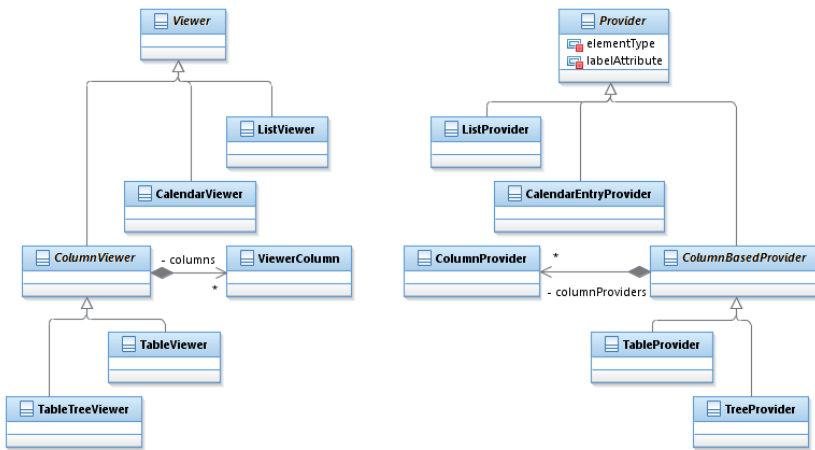 Viewer
Provider
elementType
labelAttribute
ListViewer
ListProvider
CalendarViewer
CalendarEntryProvider
ColumnViewer
- columns
*
ViewerColumn
ColumnProvider
*
- columnProviders
ColumnBasedProvider
TableViewer
TableProvider
TableTreeViewer
TreeProvider